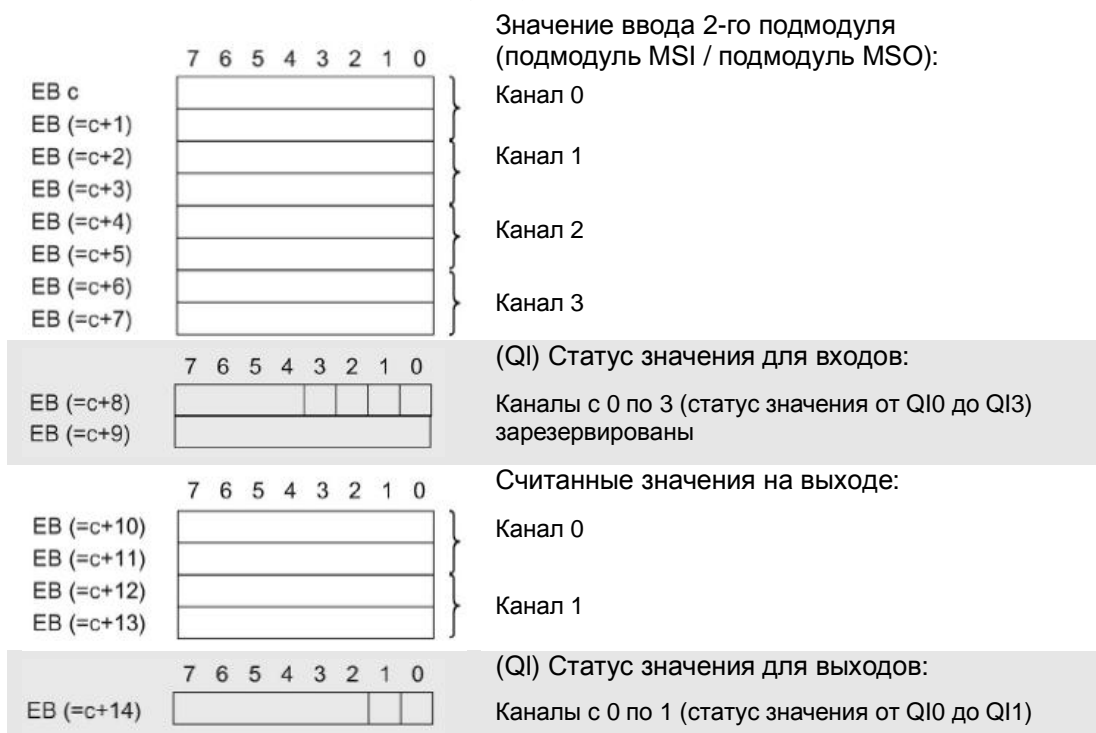 Значение ввода 2-го подмодуля
7 6 5 4 3 2 1 0 (подмодуль MSI / подмодуль MSO):
EB c Канал 0
EB (=c+1)
EB (=c+2) Канал 1
EB (=c+3)
EB (=c+4) Канал 2
EB (=c+5)
EB (=c+6) Канал 3
EB (=c+7)
7 6 5 4 3 2 1 0 (QI) Статус значения для входов:
EB (=c+8) Каналы с 0 по 3 (статус значения от QI0 до QI3)
EB (=c+9) зарезервированы
7 6 5 4 3 2 1 0 Считанные значения на выходе:
EB (=c+10) Канал 0
EB (=c+11)
EB (=c+12) Канал 1
EB (=c+13)
7 6 5 4 3 2 1 0 (QI) Статус значения для выходов:
EB (=c+14) Каналы с 0 по 1 (статус значения от QI0 до QI1)